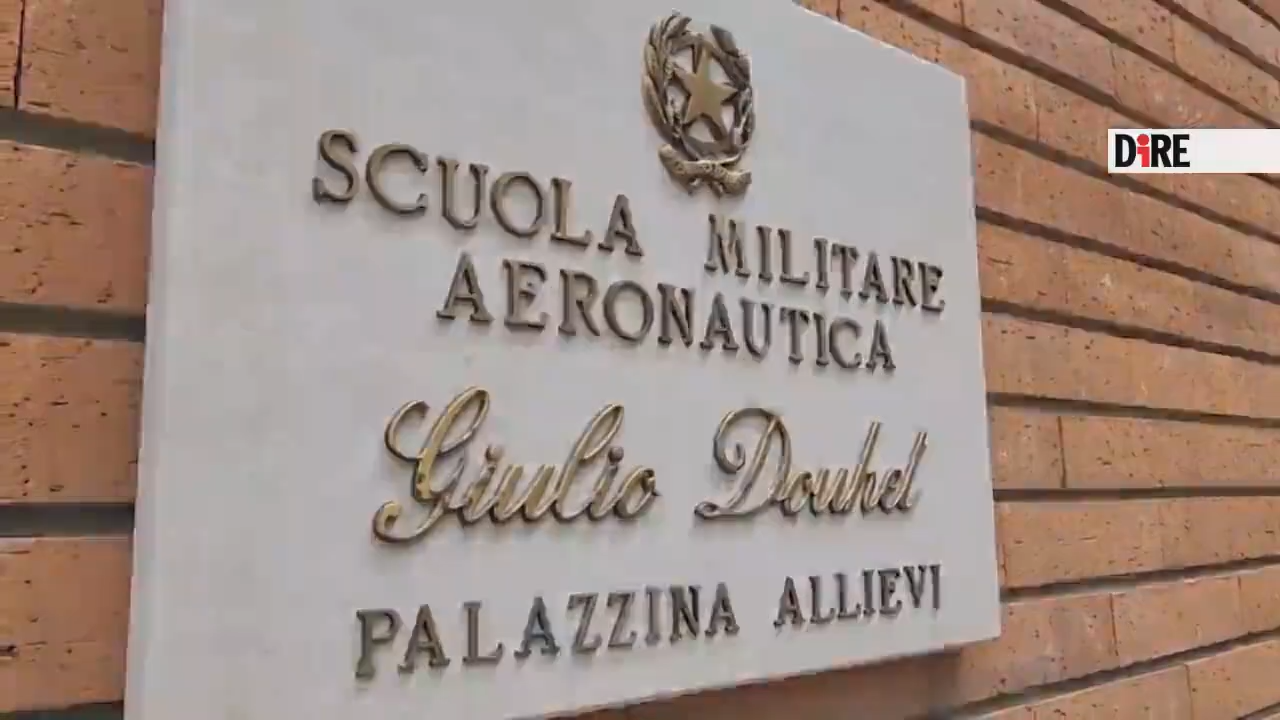 DiRE
SCUOLA MILITARE
AERONAUTICA
Giulio Douhet
PALAZZINA ALLIEVI